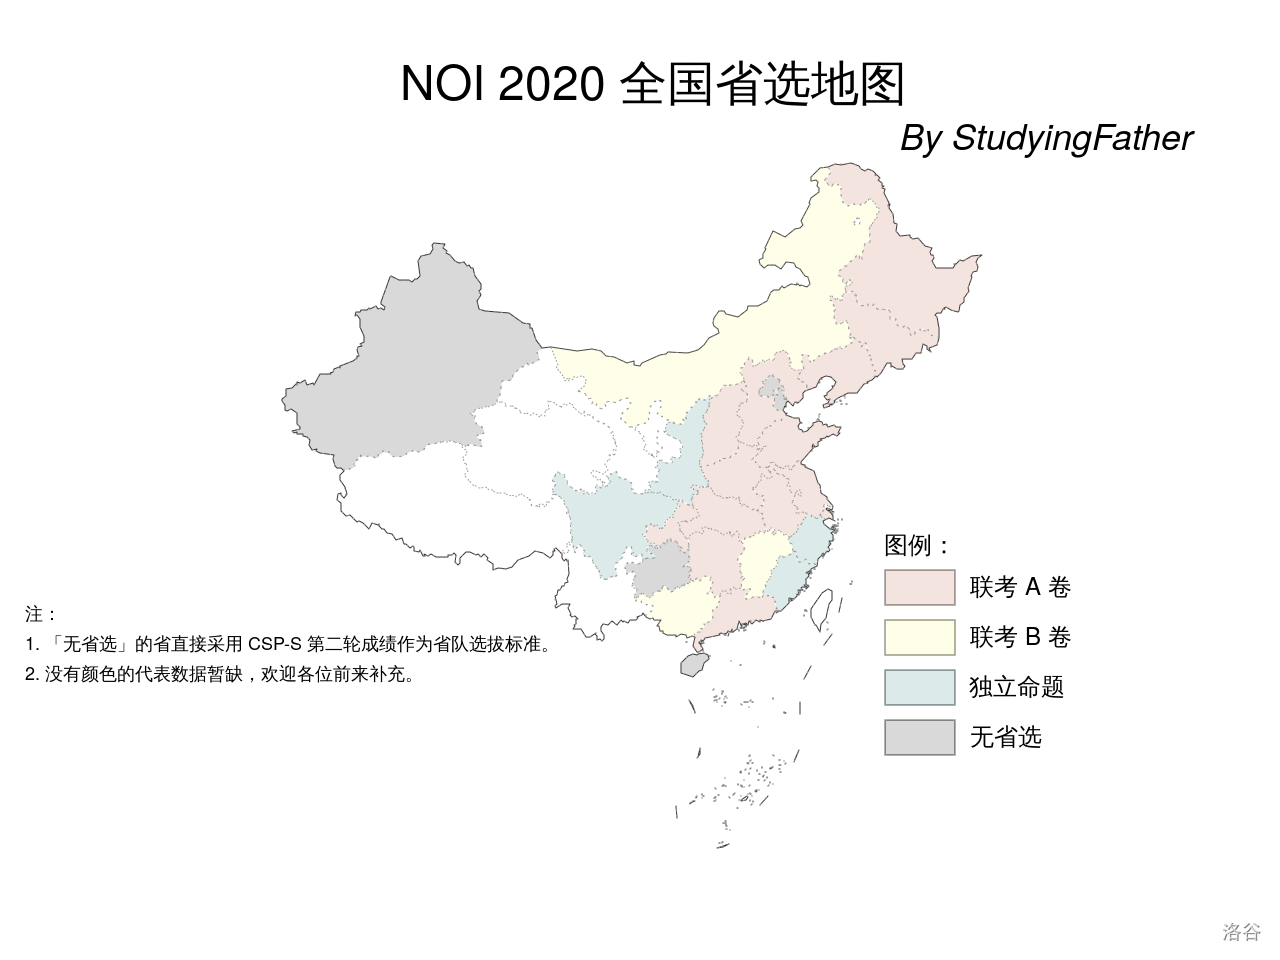 NOI 2020 全国省选地图
By StudyingFather
图例：
联考 A 卷
联考 B 卷
独立命题
无省选
注：
1. 「无省选」的省直接采用 CSP-S 第二轮成绩作为省队选拔标准。
2. 没有颜色的代表数据暂缺，欢迎各位前来补充。
洛谷